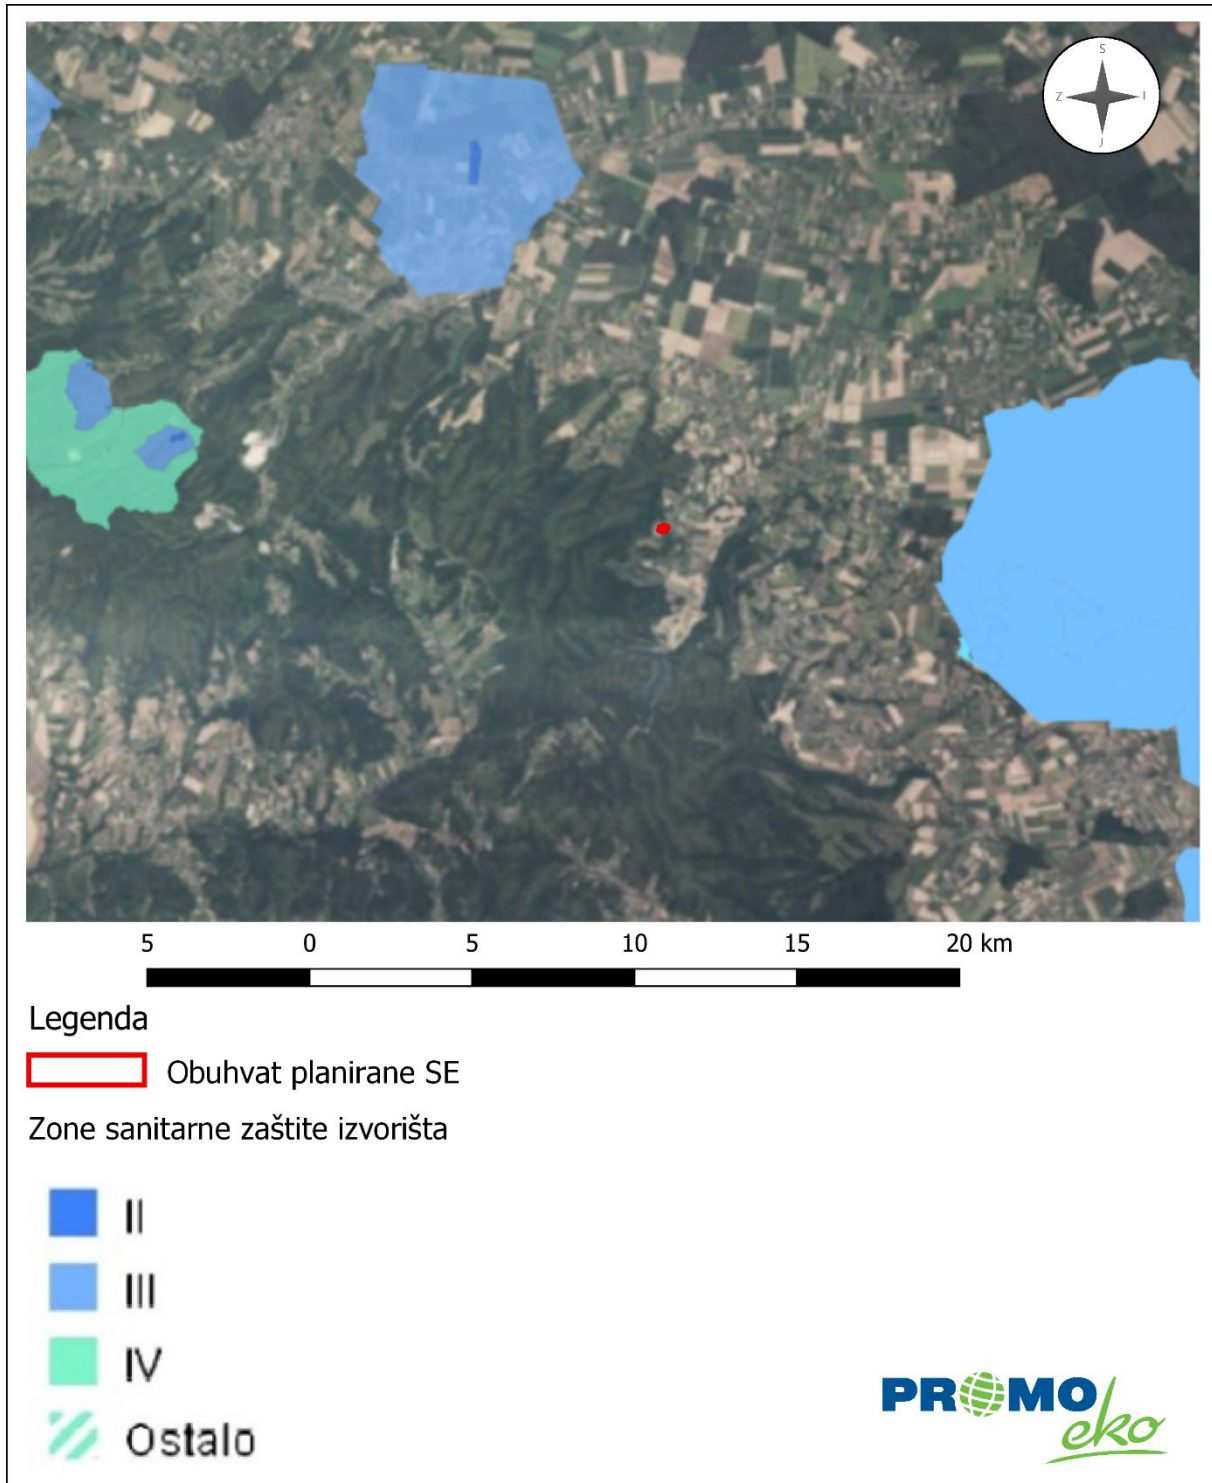 S
Z I
J
5 0 5 10 15 20 km
Legenda
Obuhvat planirane SE
Zone sanitarne zaštite izvorišta
II
III
IV
Ostalo
PROMO
eko